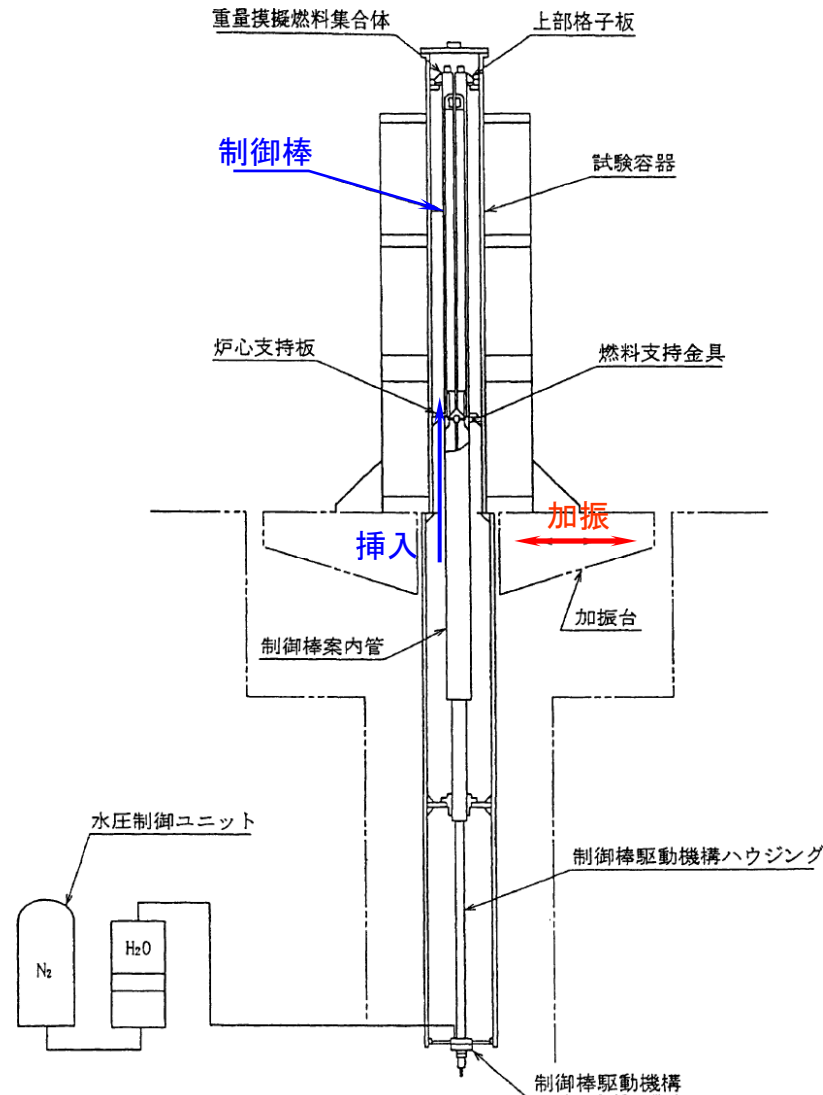 重量摸擬燃料集合体
上部格子板
制御棒
試験容器
炉心支持板
燃料支持金具
挿入
加振
加振台
制御棒案内管
水圧制御ユニット
制御棒駆動機構ハウジング
N₂
H₂O
制御棒駆動機構